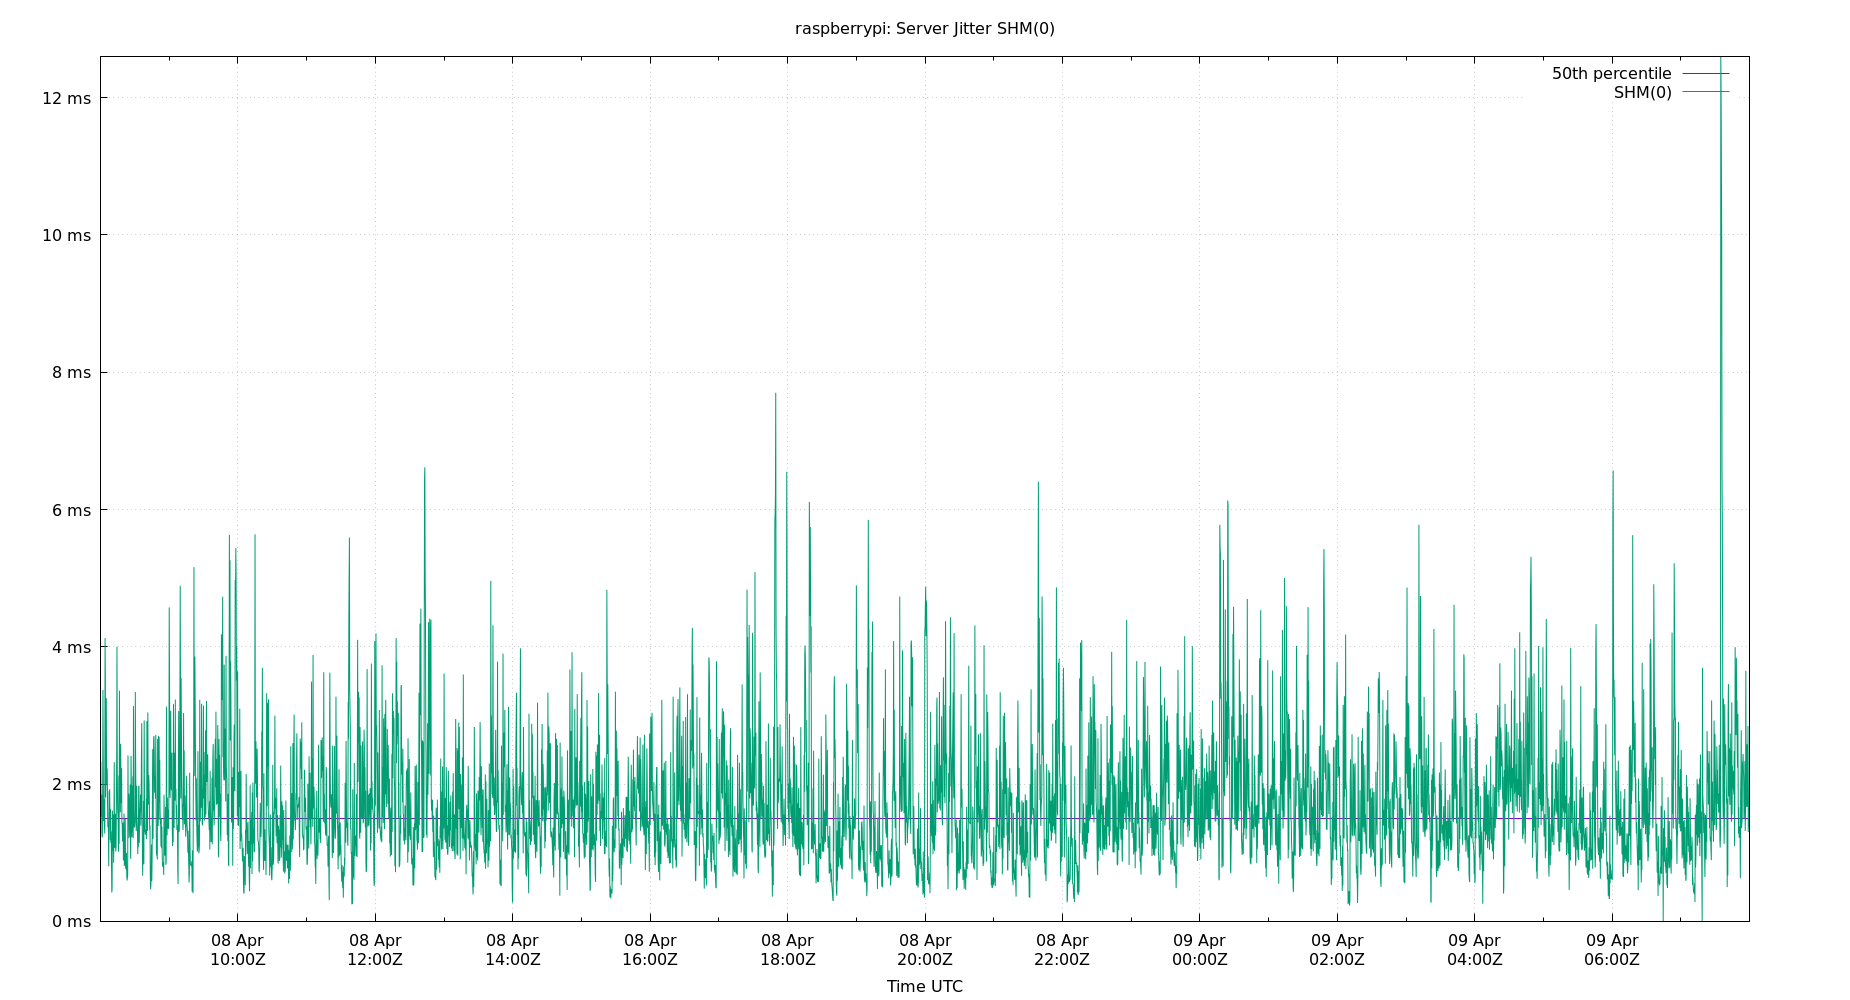 raspberrypi: Server Jitter SHM(0)
50th percentile
SHM(0)
12 ms
10 ms
8 ms
6 ms
4 ms
2 ms
0 ms
08 Apr 08 Apr 08 Apr 08 Apr 08 Apr 08 Apr 08 Apr 09 Apr 09 Apr 09 Apr 09 Apr
10:00Z 12:00Z 14:00Z 16:00Z 18:00Z 20:00Z 22:00Z 00:00Z 02:00Z 04:00Z 06:00Z
Time UTC